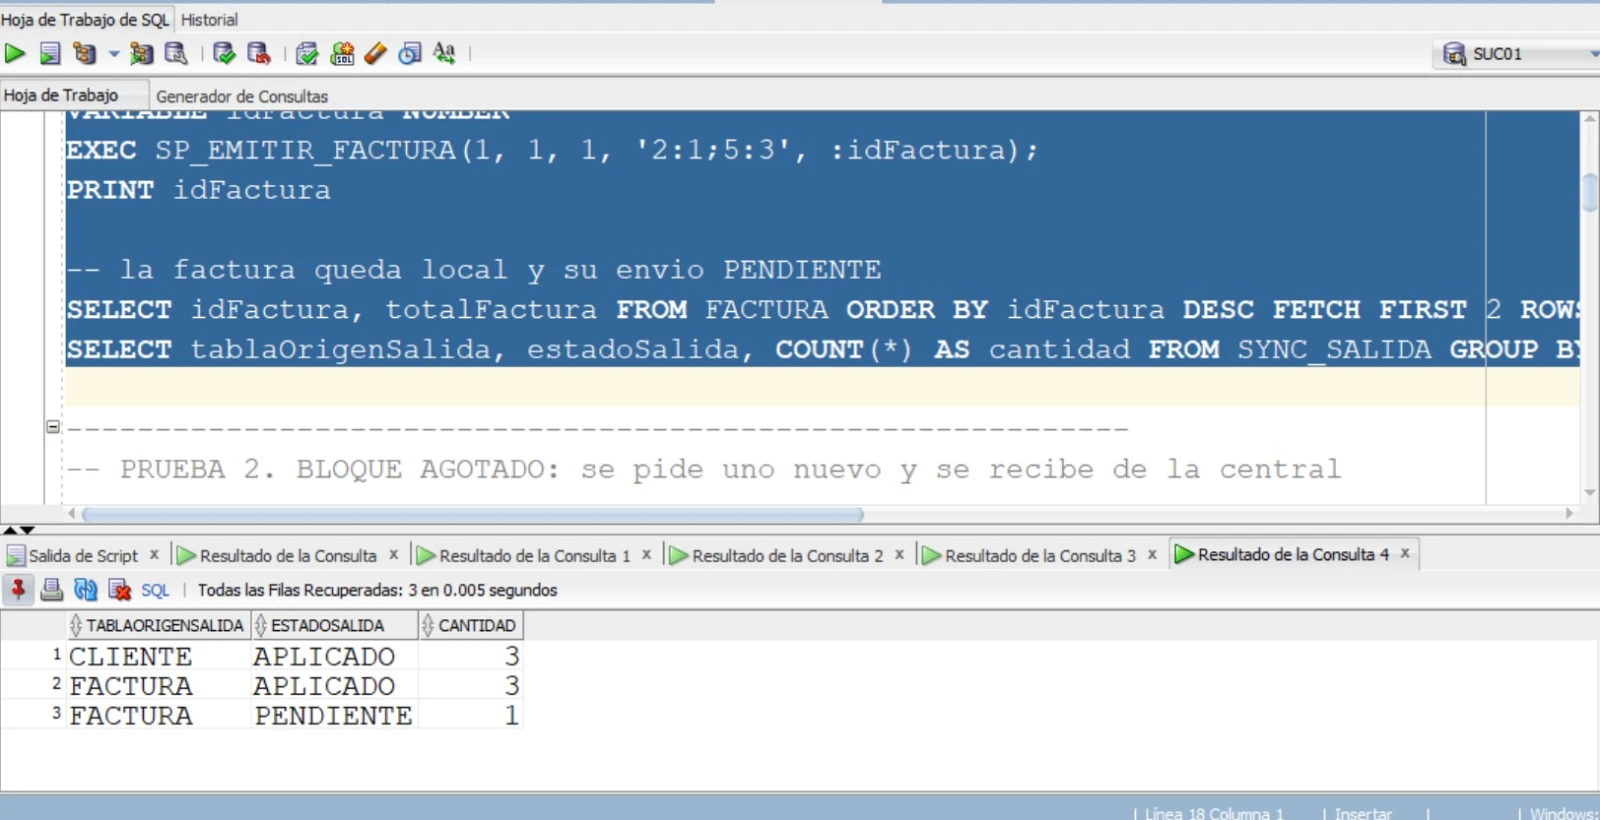 Hoja de Trabajo de SQL Historial
SUC01
Hoja de Trabajo Generador de Consultas
VARIABLE idFactura NUMBER
EXEC SP_EMITIR_FACTURA(1, 1, 1, '2:1;5:3', :idFactura);
PRINT idFactura
-- la factura queda local y su envio PENDIENTE
SELECT idFactura, totalFactura FROM FACTURA ORDER BY idFactura DESC FETCH FIRST 2 ROWS
SELECT tablaOrigenSalida, estadoSalida, COUNT(*) AS cantidad FROM SYNC_SALIDA GROUP BY
------------------------------------------------------------
-- PRUEBA 2. BLOQUE AGOTADO: se pide uno nuevo y se recibe de la central
Salida de Script x Resultado de la Consulta x Resultado de la Consulta 1 x Resultado de la Consulta 2 x Resultado de la Consulta 3 x Resultado de la Consulta 4 x
SQL | Todas las Filas Recuperadas: 3 en 0.005 segundos
TABLAORIGENSALIDA ESTADOSALIDA CANTIDAD
1 CLIENTE APLICADO 3
2 FACTURA APLICADO 3
3 FACTURA PENDIENTE 1
| Línea 18 Columna 1 | Insertar | | Windows: